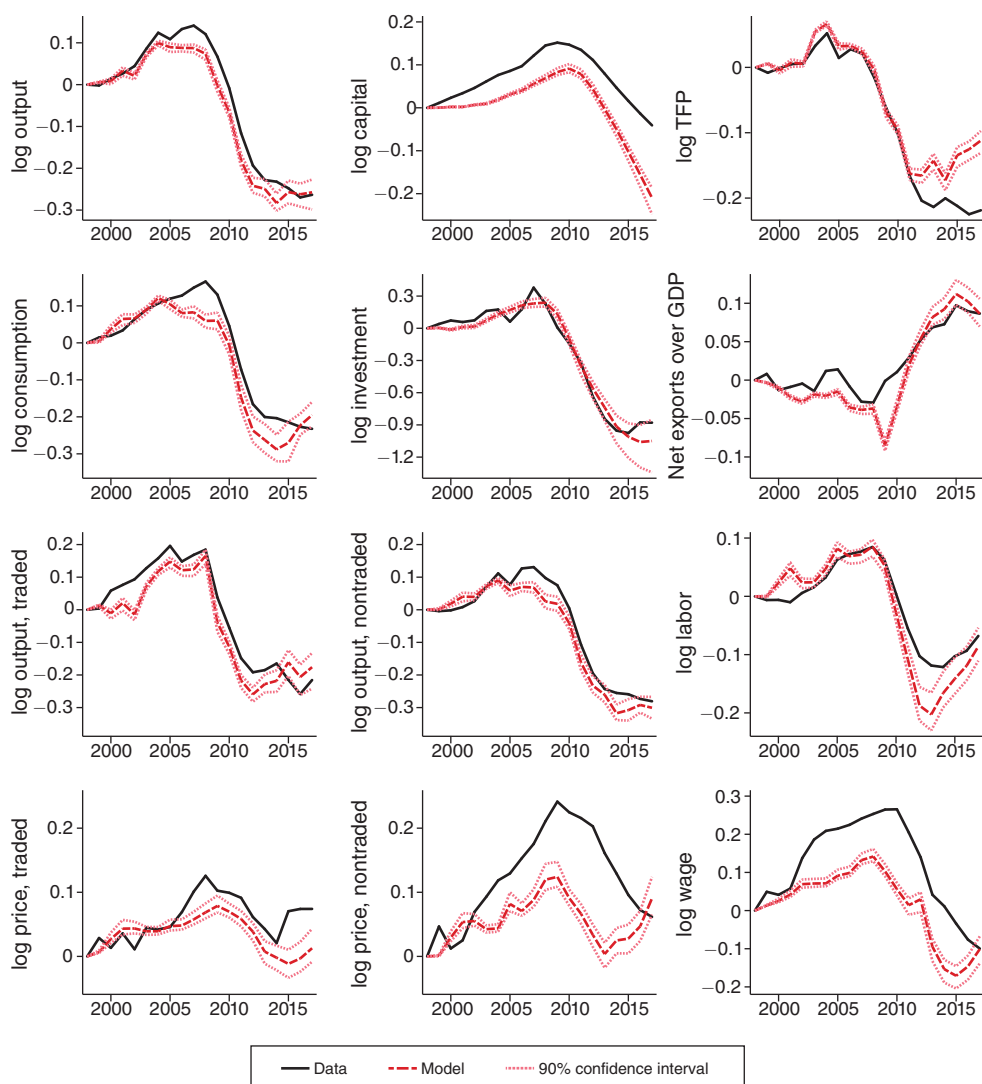 log output
0.1
0
−0.1
−0.2
−0.3
2000 2005 2010 2015
log capital
0.2
0.1
0
−0.1
−0.2
2000 2005 2010 2015
log TFP
0.1
0
−0.1
−0.2
2000 2005 2010 2015
log consumption
0.1
0
−0.1
−0.2
−0.3
2000 2005 2010 2015
log investment
0.3
0
−0.3
−0.6
−0.9
−1.2
2000 2005 2010 2015
Net exports over GDP
0.1
0.05
0
−0.05
−0.1
2000 2005 2010 2015
log output, traded
0.2
0.1
0
−0.1
−0.2
−0.3
2000 2005 2010 2015
log output, nontraded
0.2
0.1
0
−0.1
−0.2
−0.3
2000 2005 2010 2015
log labor
0.1
0
−0.1
−0.2
2000 2005 2010 2015
log price, traded
0.2
0.1
0
2000 2005 2010 2015
log price, nontraded
0.2
0.1
0
2000 2005 2010 2015
log wage
0.3
0.2
0.1
0
−0.1
−0.2
2000 2005 2010 2015
Data Model 90% confidence interval